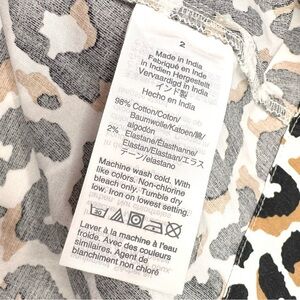 2
Made in India
Fabriqué en Inde
In Indien Hergestellt
Vervaardigd in India
インド製
Hecho en India
98% Cotton/Coton/
Baumwolle/Katoen/綿/
algodón
2% Elastane/Élasthanne/
Elastan/Elastaan/エラス
テーン/elastano
Machine wash cold. With
like colors. Non-chlorine
bleach only. Tumble dry
low. Iron on lowest setting.
Laver à la machine à l'eau
froide. Avec des couleurs
similaires. Agent de
blanchiment non chloré